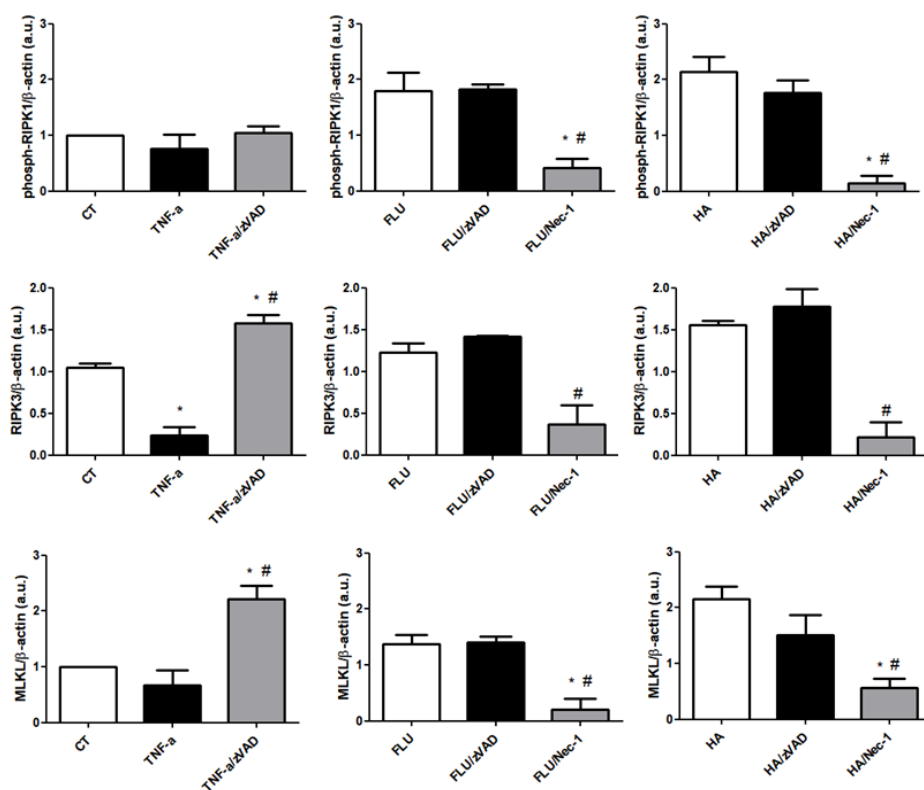 phosph-RIPK1/β-actin (a.u.)
3
2
1
0
CT
TNF-a
TNF-a/zVAD
phosph-RIPK1/β-actin (a.u.)
3
2
1
0
* #
FLU
FLU/zVAD
FLU/Nec-1
phosph-RIPK1/β-actin (a.u.)
3
2
1
0
* #
HA
HA/zVAD
HA/Nec-1
RIPK3/β-actin (a.u.)
2.0
1.5
1.0
0.5
0.0
*
* #
CT
TNF-a
TNF-a/zVAD
RIPK3/β-actin (a.u.)
2.0
1.5
1.0
0.5
0.0
#
FLU
FLU/zVAD
FLU/Nec-1
RIPK3/β-actin (a.u.)
2.0
1.5
1.0
0.5
0.0
#
HA
HA/zVAD
HA/Nec-1
MLKL/β-actin (a.u.)
3
2
1
0
* #
CT
TNF-a
TNF-a/zVAD
MLKL/β-actin (a.u.)
3
2
1
0
* #
FLU
FLU/zVAD
FLU/Nec-1
MLKL/β-actin (a.u.)
3
2
1
0
* #
HA
HA/zVAD
HA/Nec-1